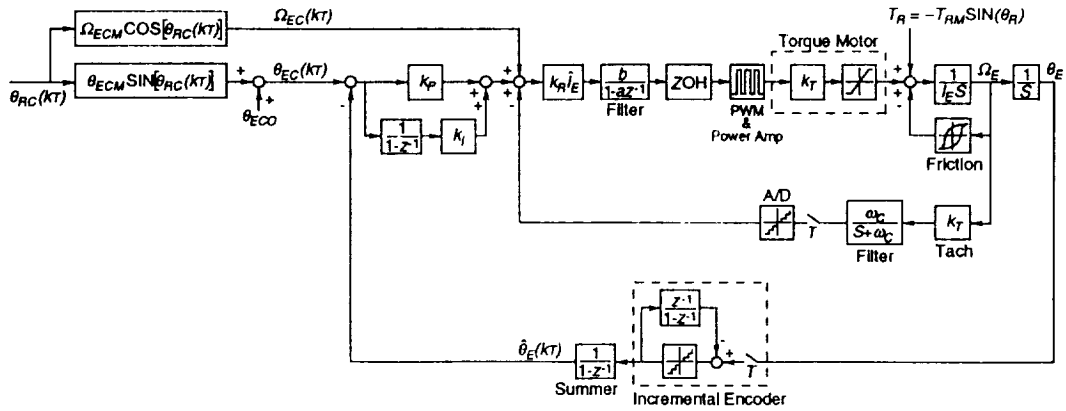 Ω_ECM COS[θ_RC(kT)]
Ω_EC(kT)
T_R = -T_RM SIN(θ_R)
Torque Motor
θ_RC(kT)
θ_ECM SIN[θ_RC(kT)]
+
+
θ_ECO
θ_EC(kT)
-
k_P
+
+
1/(1-z^-1)
k_I
+
+
-
k_R Î_E
b/(1-az^-1)
Filter
ZOH
PWM
&
Power Amp
k_T
+
+
-
1/(I_E S)
Ω_E
1/S
θ_E
Friction
A/D
T
ω_C/(S+ω_C)
Filter
k_T
Tach
z^-1/(1-z^-1)
-
+
T
θ̂_E(kT)
1/(1-z^-1)
Summer
Incremental Encoder